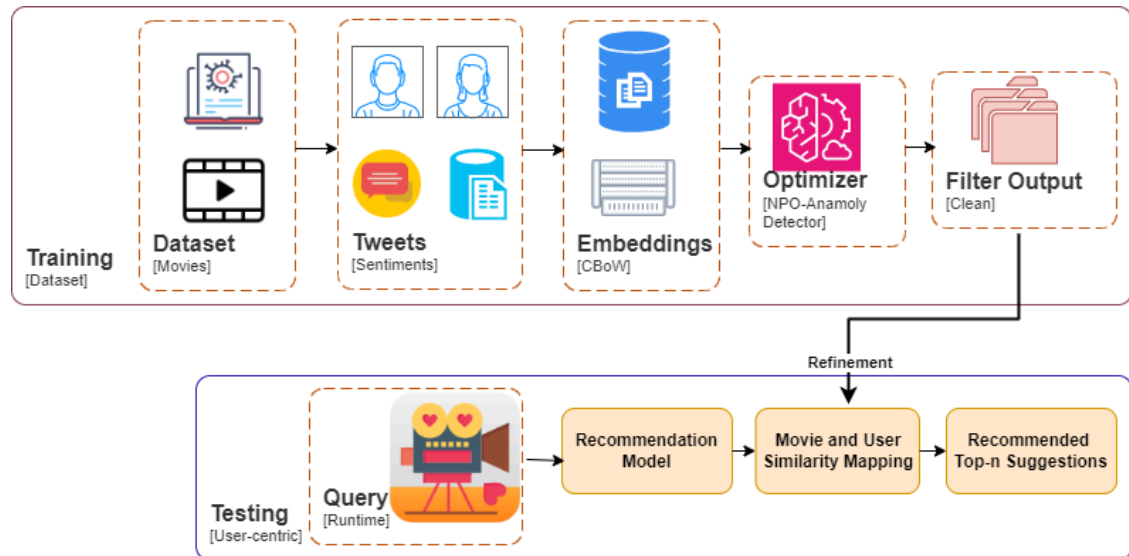 Training
[Dataset]
Dataset
[Movies]
Tweets
[Sentiments]
Embeddings
[CBoW]
Optimizer
[NPO-Anamoly
Detector]
Filter Output
[Clean]
Refinement
Testing
[User-centric]
Query
[Runtime]
Recommendation
Model
Movie and User
Similarity Mapping
Recommended
Top-n Suggestions